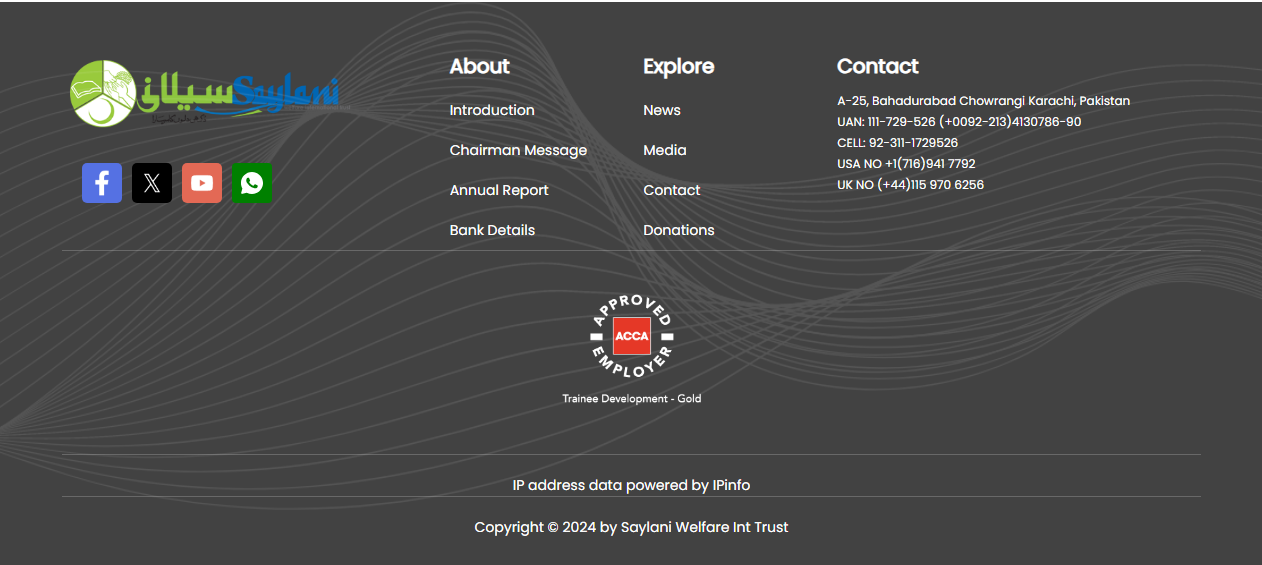 سيلاني Saylani
About
Introduction
Chairman Message
Annual Report
Bank Details
Explore
News
Media
Contact
Donations
Contact
A-25, Bahadurabad Chowrangi Karachi, Pakistan
UAN: 111-729-526 (+0092-213)4130786-90
CELL: 92-311-1729526
USA NO +1(716)941 7792
UK NO (+44)115 970 6256
APPROVED
ACCA
EMPLOYER
Trainee Development - Gold
IP address data powered by IPinfo
Copyright © 2024 by Saylani Welfare Int Trust